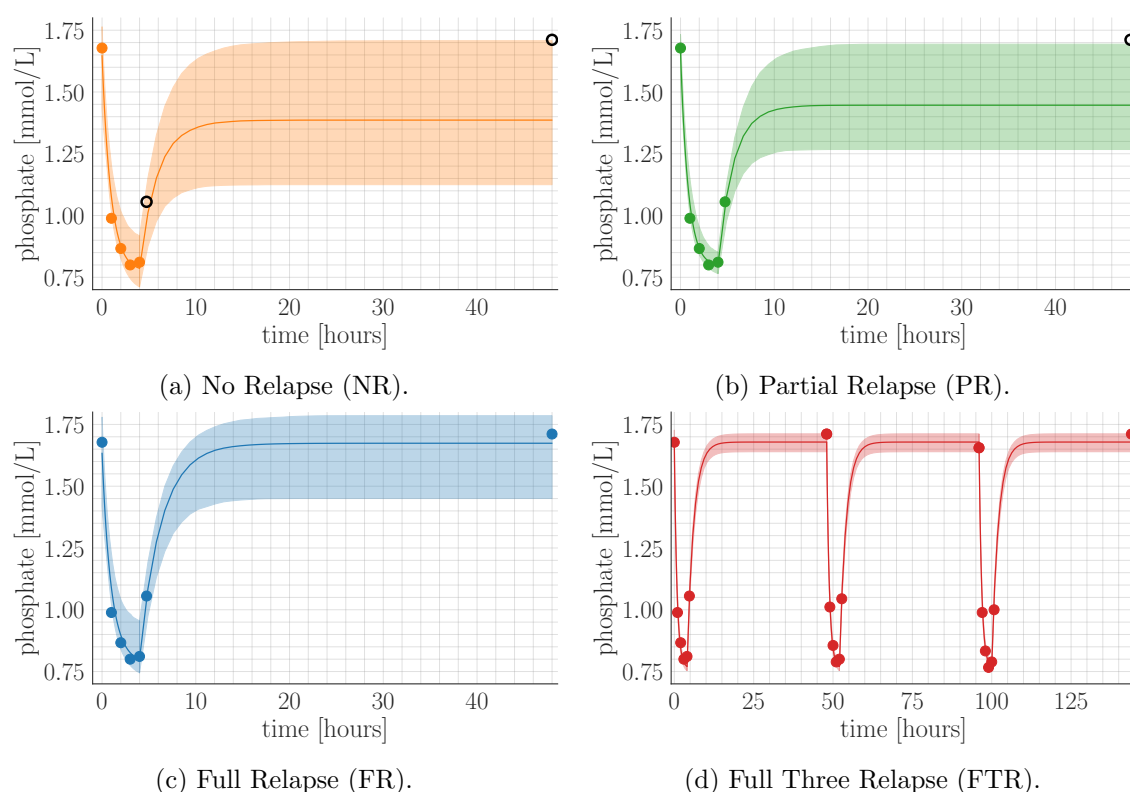 1.75
1.50
1.25
1.00
0.75
phosphate [mmol/L]
0 10 20 30 40
time [hours]
(a) No Relapse (NR).
1.75
1.50
1.25
1.00
0.75
phosphate [mmol/L]
0 10 20 30 40
time [hours]
(b) Partial Relapse (PR).
1.75
1.50
1.25
1.00
0.75
phosphate [mmol/L]
0 10 20 30 40
time [hours]
(c) Full Relapse (FR).
1.75
1.50
1.25
1.00
0.75
phosphate [mmol/L]
0 25 50 75 100 125
time [hours]
(d) Full Three Relapse (FTR).